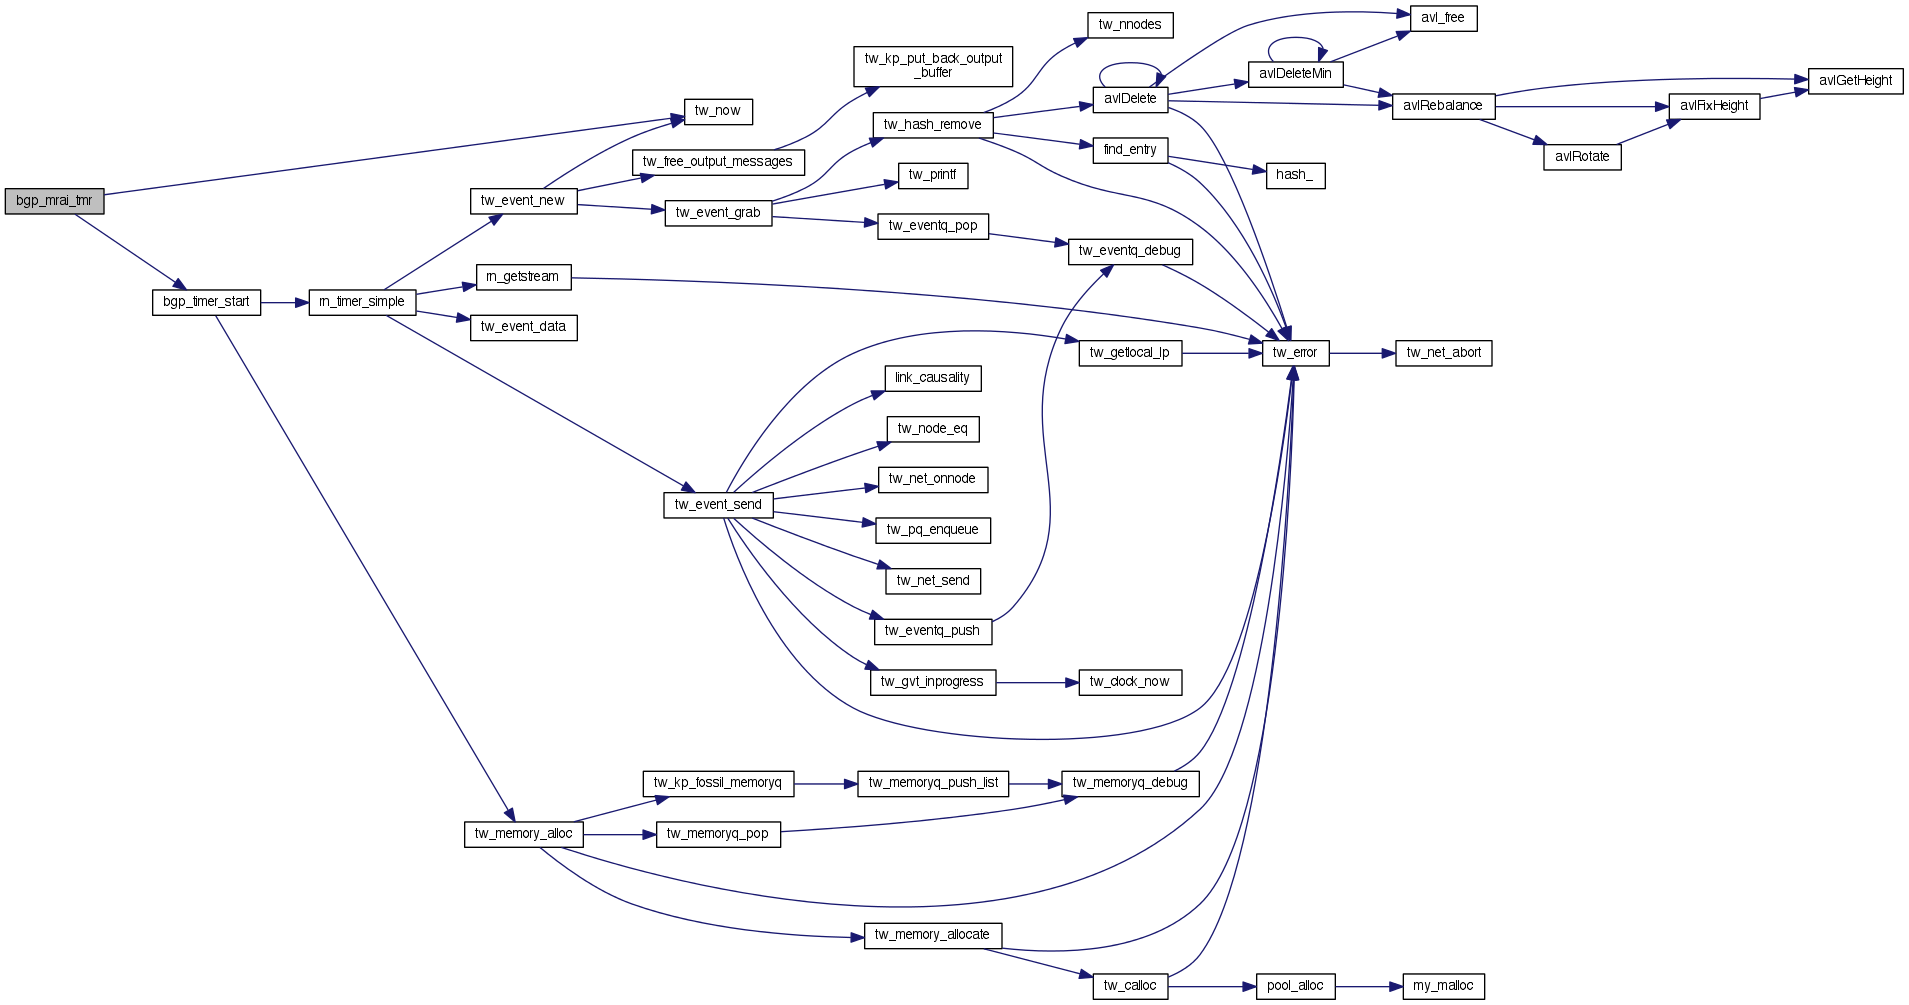 bgp_mrai_tmr
tw_now
bgp_timer_start
rn_timer_simple
tw_event_new
rn_getstream
tw_event_data
tw_free_output_messages
tw_event_grab
tw_kp_put_back_output
_buffer
tw_hash_remove
tw_printf
tw_eventq_pop
tw_nnodes
avlDelete
find_entry
tw_eventq_debug
avl_free
avlDeleteMin
avlRebalance
avlFixHeight
avlGetHeight
avlRotate
hash_
tw_getlocal_lp
tw_error
tw_net_abort
link_causality
tw_node_eq
tw_net_onnode
tw_event_send
tw_pq_enqueue
tw_net_send
tw_eventq_push
tw_gvt_inprogress
tw_clock_now
tw_kp_fossil_memoryq
tw_memoryq_push_list
tw_memoryq_debug
tw_memory_alloc
tw_memoryq_pop
tw_memory_allocate
tw_calloc
pool_alloc
my_malloc